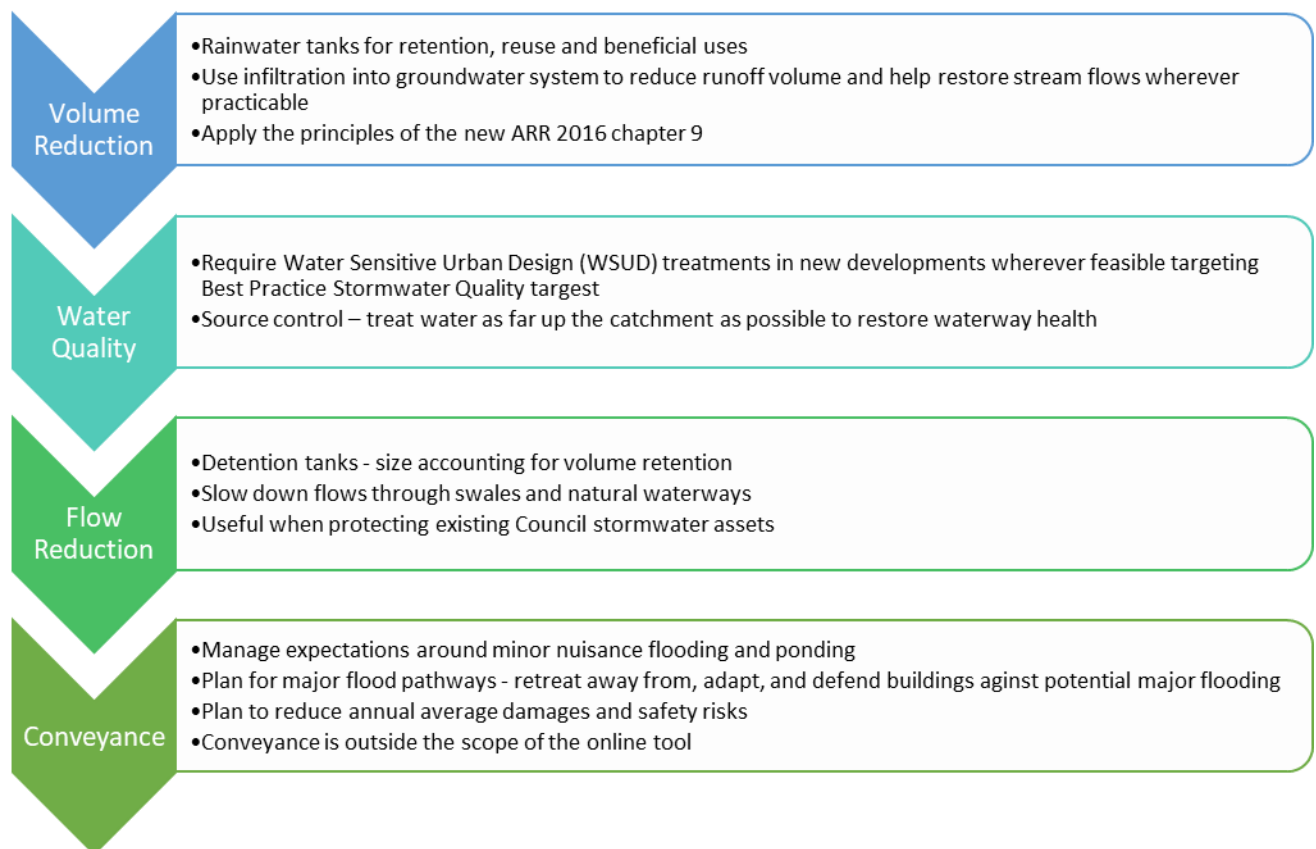 Volume
Reduction
•Rainwater tanks for retention, reuse and beneficial uses
•Use infiltration into groundwater system to reduce runoff volume and help restore stream flows wherever
practicable
•Apply the principles of the new ARR 2016 chapter 9
Water
Quality
•Require Water Sensitive Urban Design (WSUD) treatments in new developments wherever feasible targeting
Best Practice Stormwater Quality targest
•Source control – treat water as far up the catchment as possible to restore waterway health
Flow
Reduction
•Detention tanks - size accounting for volume retention
•Slow down flows through swales and natural waterways
•Useful when protecting existing Council stormwater assets
Conveyance
•Manage expectations around minor nuisance flooding and ponding
•Plan for major flood pathways - retreat away from, adapt, and defend buildings aginst potential major flooding
•Plan to reduce annual average damages and safety risks
•Conveyance is outside the scope of the online tool